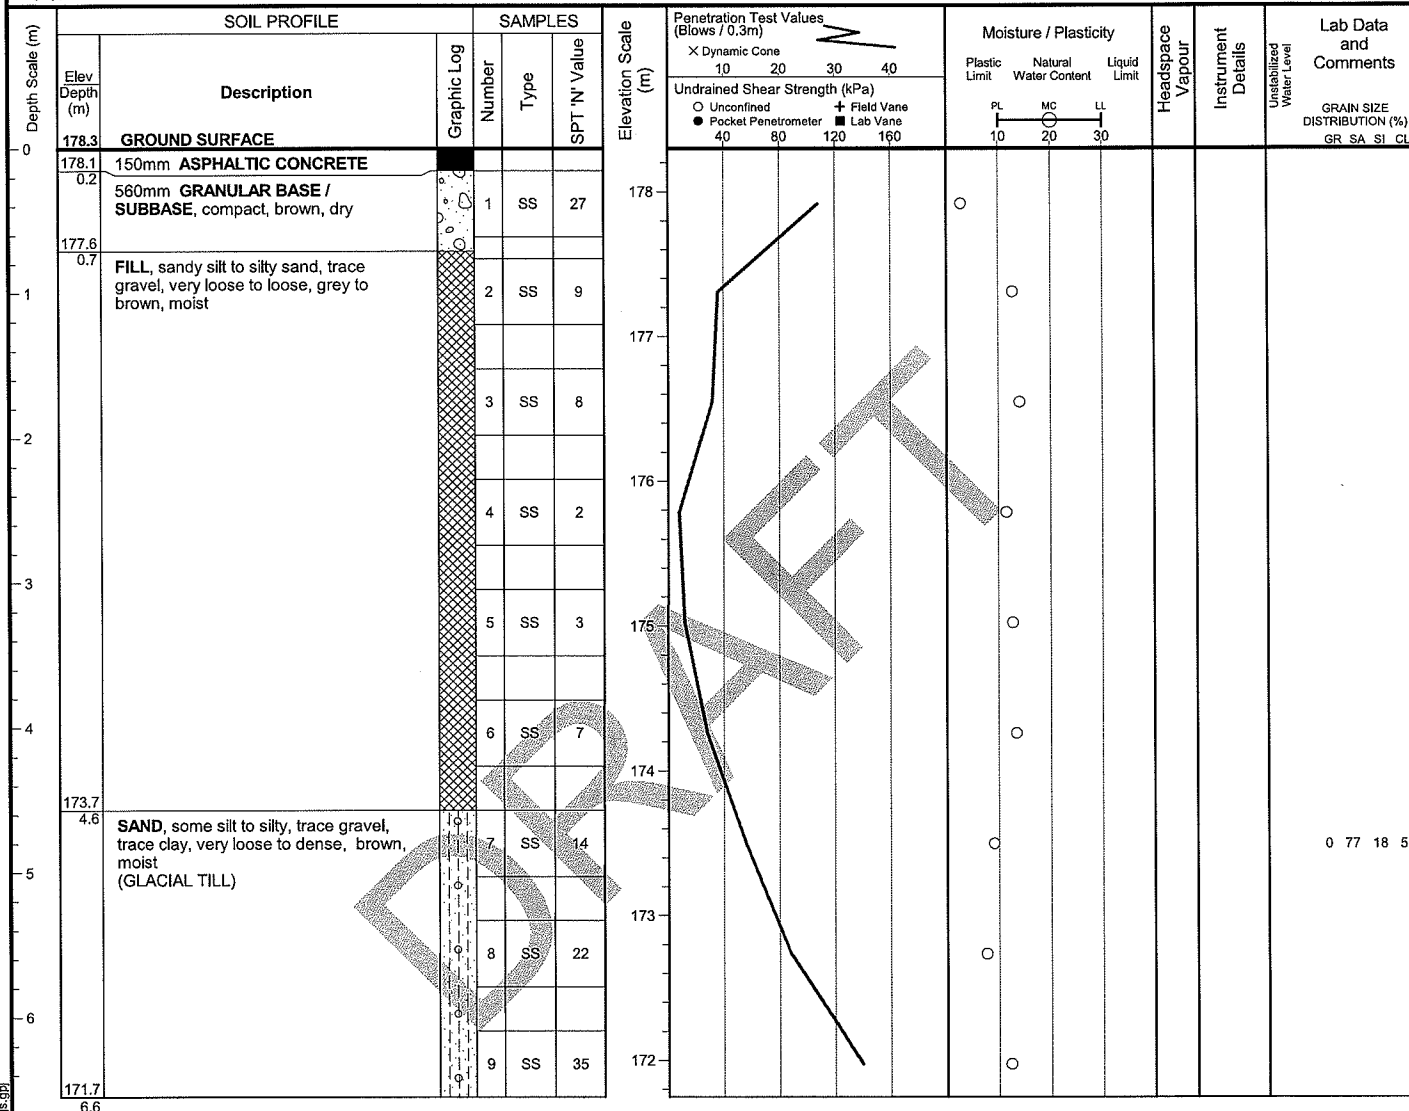 SOIL PROFILE
SAMPLES
Depth Scale (m)
Elev
Depth
(m)
Description
Graphic Log
Number
Type
SPT 'N' Value
Elevation Scale
(m)
Penetration Test Values
(Blows / 0.3m)
X Dynamic Cone
10 20 30 40
Undrained Shear Strength (kPa)
O Unconfined + Field Vane
● Pocket Penetrometer ■ Lab Vane
40 80 120 160
Moisture / Plasticity
Plastic Limit
Natural Water Content
Liquid Limit
PL MC LL
10 20 30
Headspace
Vapour
Instrument
Details
Unstabilized
Water Level
Lab Data
and
Comments
GRAIN SIZE
DISTRIBUTION (%)
GR SA SI CL
178.3 GROUND SURFACE
0
178.1 150mm ASPHALTIC CONCRETE
0.2
560mm GRANULAR BASE /
SUBBASE, compact, brown, dry
1 SS 27
178
177.6
0.7
FILL, sandy silt to silty sand, trace
gravel, very loose to loose, grey to
brown, moist
1
2 SS 9
177
3 SS 8
2
176
4 SS 2
3
5 SS 3
175
4
6 SS 7
174
173.7
4.6
SAND, some silt to silty, trace gravel,
trace clay, very loose to dense, brown,
moist
(GLACIAL TILL)
7 SS 14
0 77 18 5
5
173
8 SS 22
6
9 SS 35
172
171.7
6.6
DRAFT
s.gpj